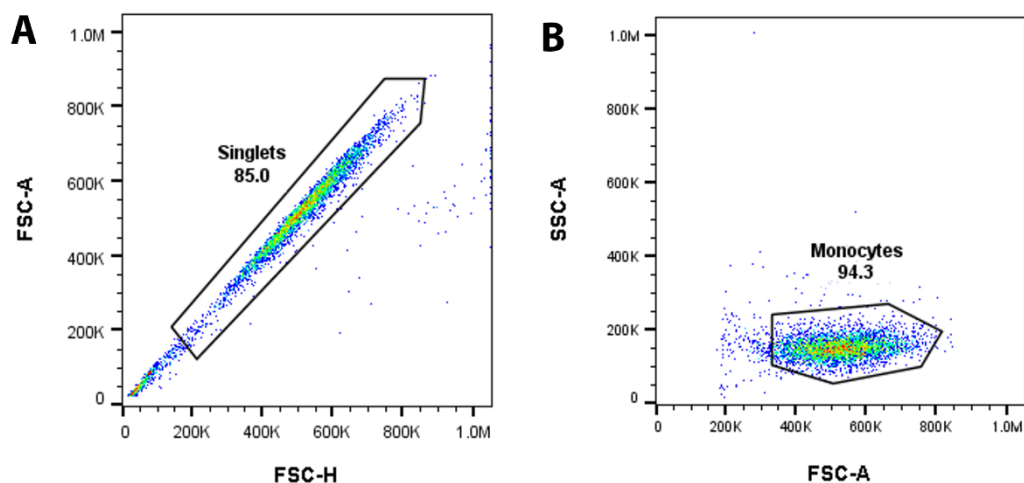 A
1.0M
800K
600K
400K
200K
0
Singlets
85.0
0 200K 400K 600K 800K 1.0M
FSC-A
FSC-H
B
1.0M
800K
600K
400K
200K
0
Monocytes
94.3
0 200K 400K 600K 800K 1.0M
SSC-A
FSC-A